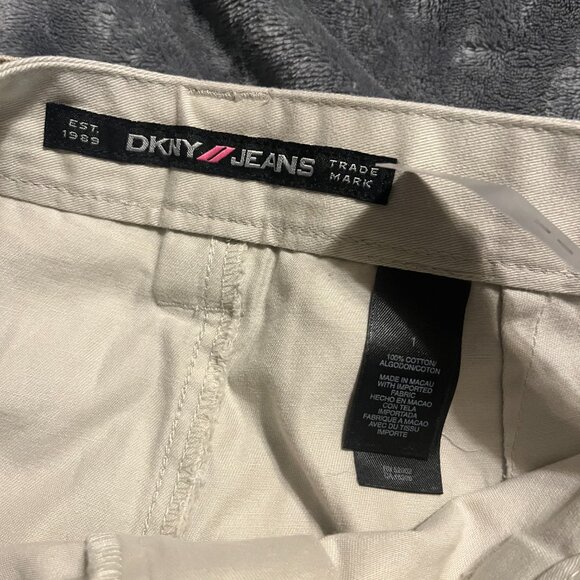 EST.
1989
DKNY // JEANS
TRADE
MARK
1
100% COTTON/
ALGODON/COTON
MADE IN MACAU
WITH IMPORTED
FABRIC
HECHO EN MACAO
CON TELA
IMPORTADA
FABRIQUE A MACAO
AVEC DU TISSU
IMPORTE